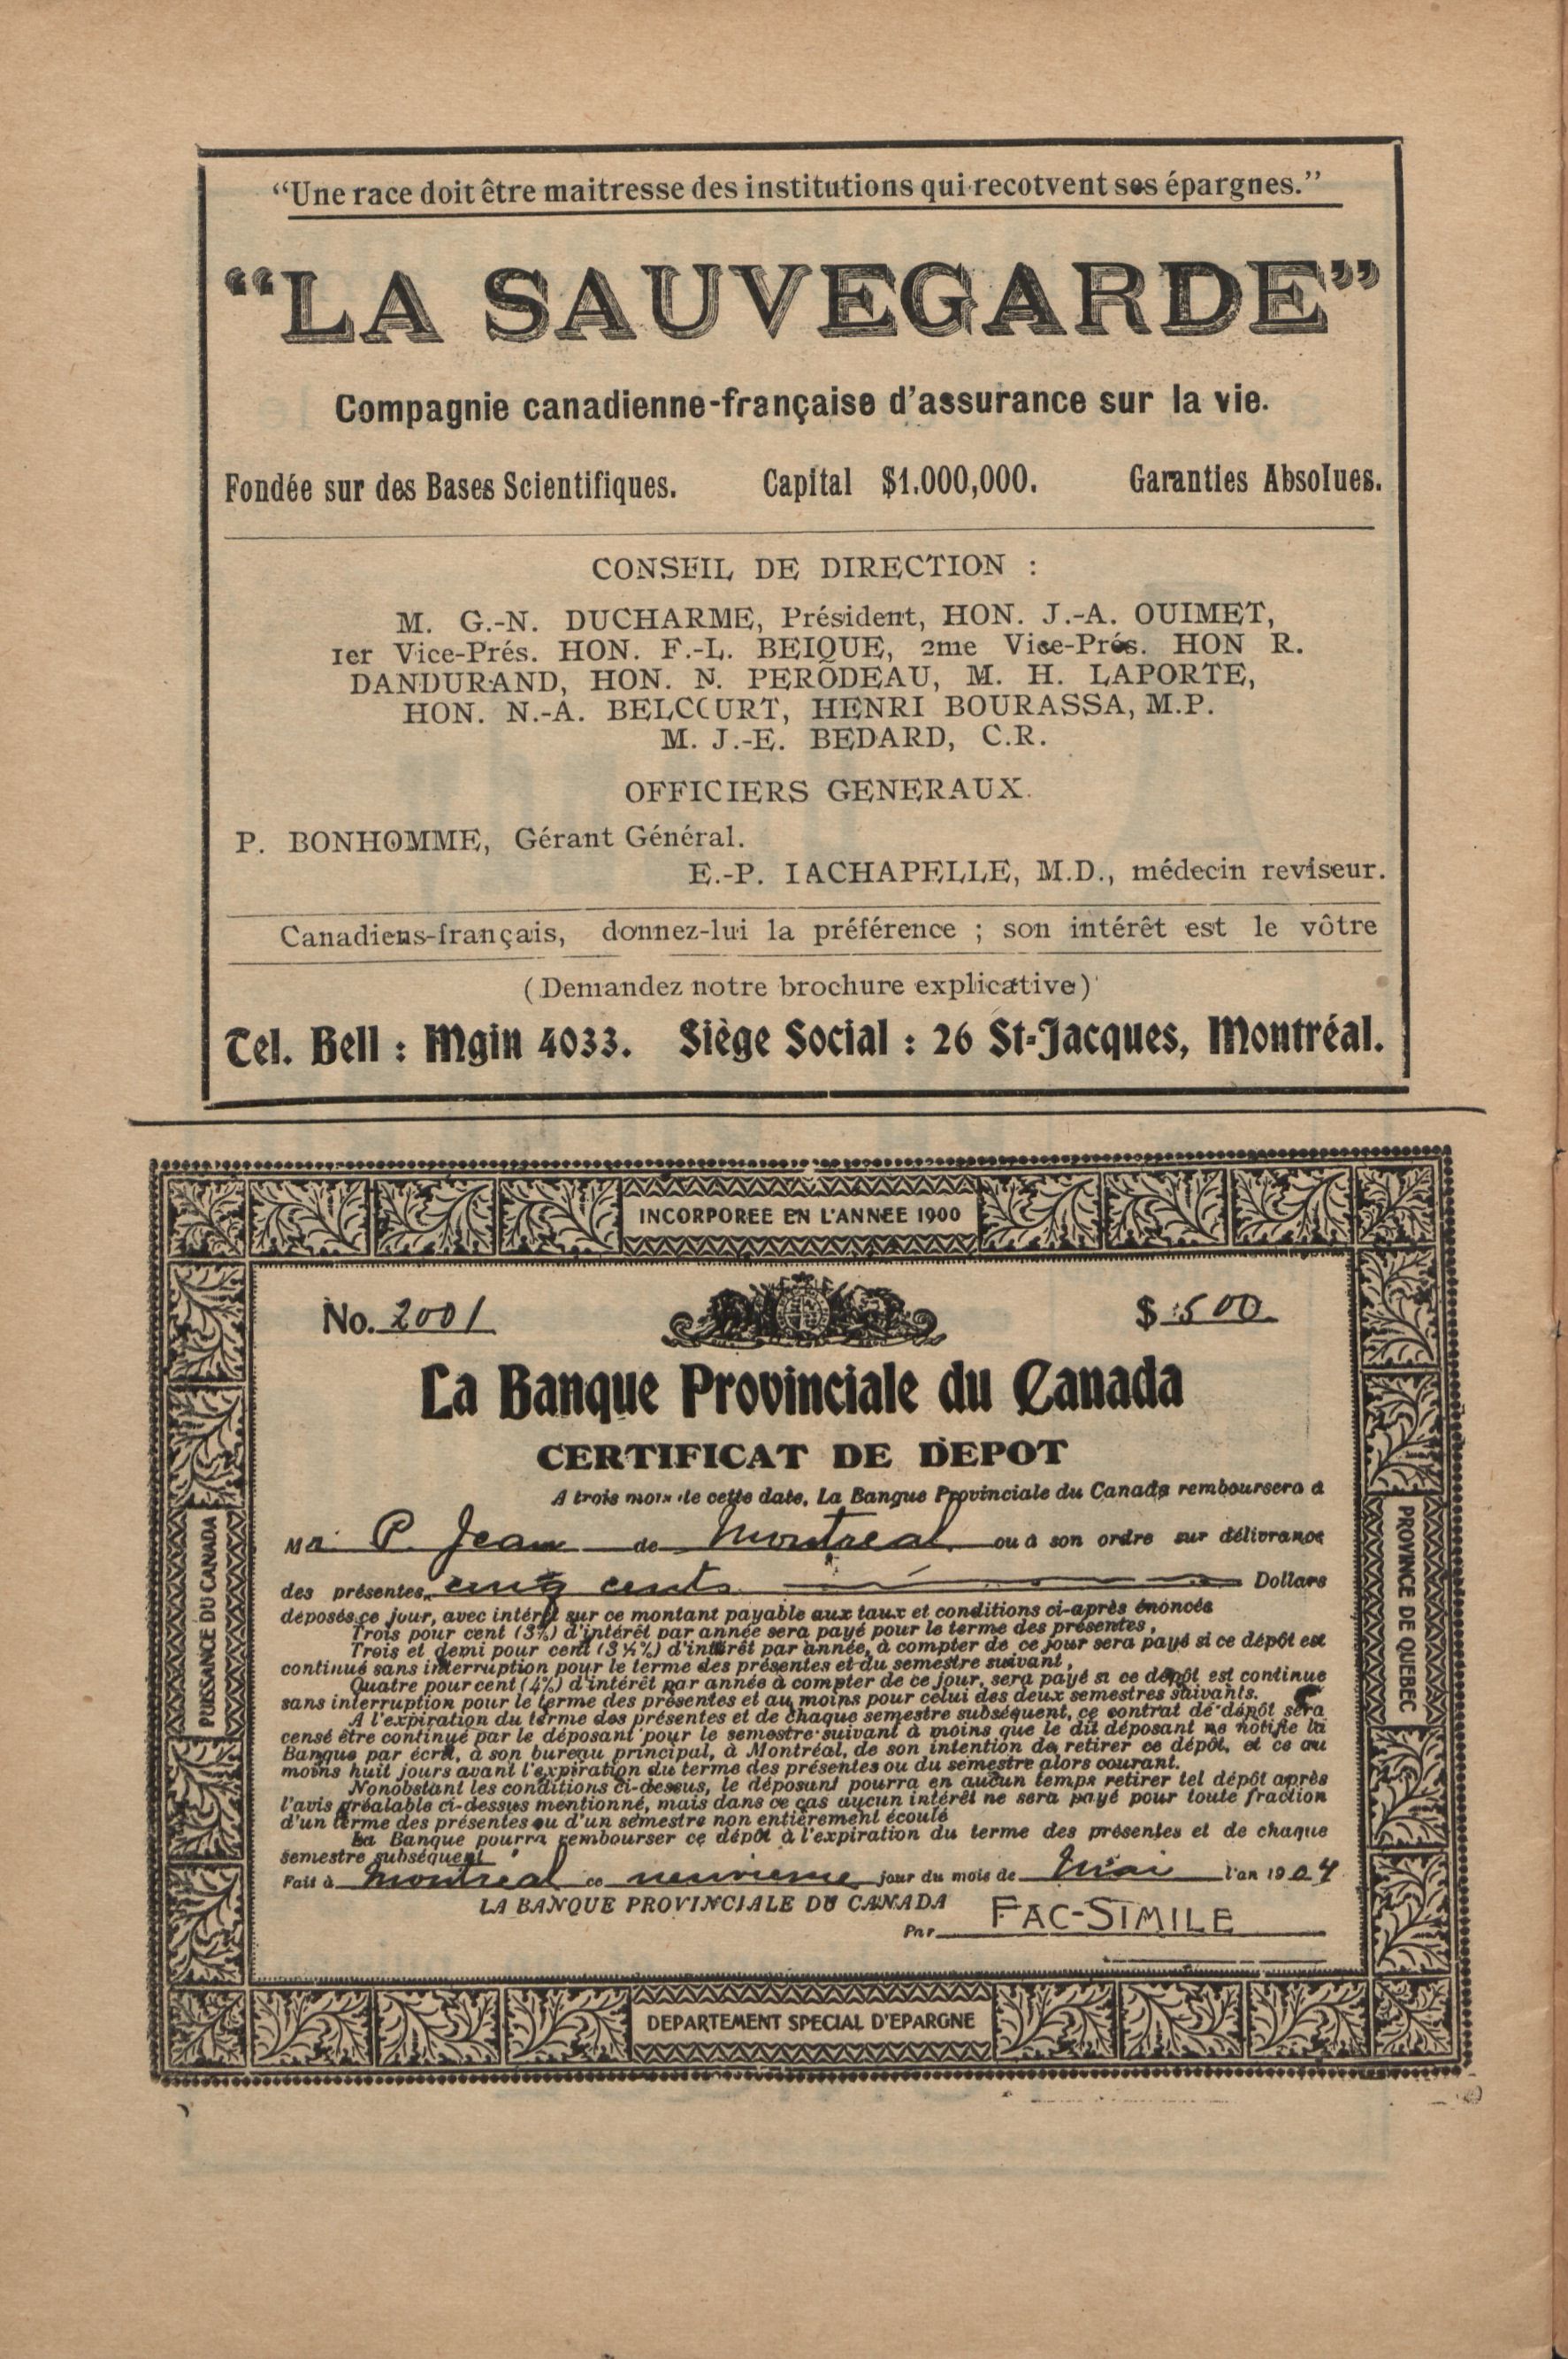 “Une race doit être maitresse des institutions qui recotvent ses épargnes.”
“LA SAUVEGARDE”
Compagnie canadienne-française d’assurance sur la vie.
Fondée sur des Bases Scientifiques. Capital $1.000,000. Garanties Absolues.
CONSEIL DE DIRECTION :
M. G.-N. DUCHARME, Président, HON. J.-A. OUIMET,
1er Vice-Prés. HON. F.-L. BEIQUE, 2me Vice-Prés. HON R.
DANDURAND, HON. N. PERODEAU, M. H. LAPORTE,
HON. N.-A. BELCCURT, HENRI BOURASSA, M.P.
M. J.-E. BEDARD, C.R.
OFFICIERS GENERAUX.
P. BONHOMME, Gérant Général.
E.-P. LACHAPELLE, M.D., médecin reviseur.
Canadiens-français, donnez-lui la préférence ; son intérêt est le vôtre
(Demandez notre brochure explicative)
Tel. Bell : Mgin 4033. Siège Social : 26 St-Jacques, Montréal.
INCORPOREE EN L'ANNEE 1900
No. 2001 $ 500
La Banque Provinciale du Canada
CERTIFICAT DE DEPOT
A trois mois de cette date, La Banque Provinciale du Canada remboursera à
Mr P. Jean de Montreal ou à son ordre sur délivrance
des présentes, cinq cents Dollars
déposés ce jour, avec intérêt sur ce montant payable aux taux et conditions ci-après énoncés
Trois pour cent (3%) d'intérêt par année sera payé pour le terme des présentes,
Trois et demi pour cent (3½%) d'intérêt par année, à compter de ce jour sera payé si ce dépôt est
continué sans interruption pour le terme des présentes et du semestre suivant,
Quatre pour cent (4%) d'intérêt par année à compter de ce jour, sera payé si ce dépôt est continue
sans interruption pour le terme des présentes et au moins pour celui des deux semestres suivants.
A l'expiration du terme des présentes et de chaque semestre subséquent, ce contrat de dépôt sera
censé être continué par le déposant pour le semestre suivant à moins que le dit déposant ne notifie la
Banque par écrit, à son bureau principal, à Montréal, de son intention de retirer ce dépôt, et ce au
moins huit jours avant l'expiration du terme des présentes ou du semestre alors courant.
Nonobstant les conditions ci-dessus, le déposant pourra en aucun temps retirer tel dépôt après
l'avis préalable ci-dessus mentionné, mais dans ce cas aucun intérêt ne sera payé pour toute fraction
d'un terme des présentes ou d'un semestre non entièrement écoulé
La Banque pourra rembourser ce dépôt à l'expiration du terme des présentes et de chaque
semestre subséquent
Fait à Montreal ce neuvieme jour du mois de Mai l'an 1904
LA BANQUE PROVINCIALE DU CANADA
Par FAC-SIMILE
PUISSANCE DU CANADA
PROVINCE DE QUEBEC
DEPARTEMENT SPECIAL D'EPARGNE